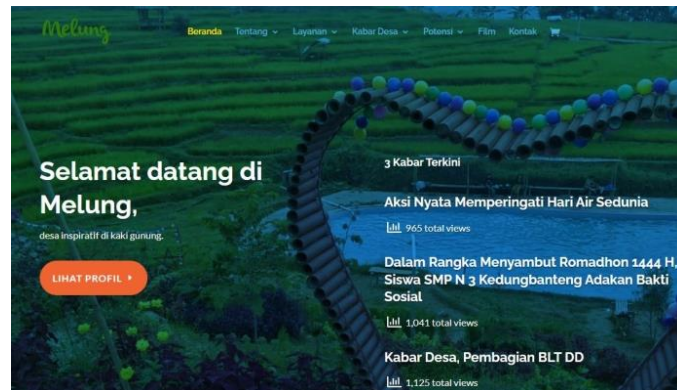 Melung
Beranda Tentang Layanan Kabar Desa Potensi Film Kontak
Selamat datang di
Melung,
desa inspiratif di kaki gunung.
LIHAT PROFIL
3 Kabar Terkini
Aksi Nyata Memperingati Hari Air Sedunia
965 total views
Dalam Rangka Menyambut Romadhon 1444 H,
Siswa SMP N 3 Kedungbanteng Adakan Bakti
Sosial
1,041 total views
Kabar Desa, Pembagian BLT DD
1,125 total views